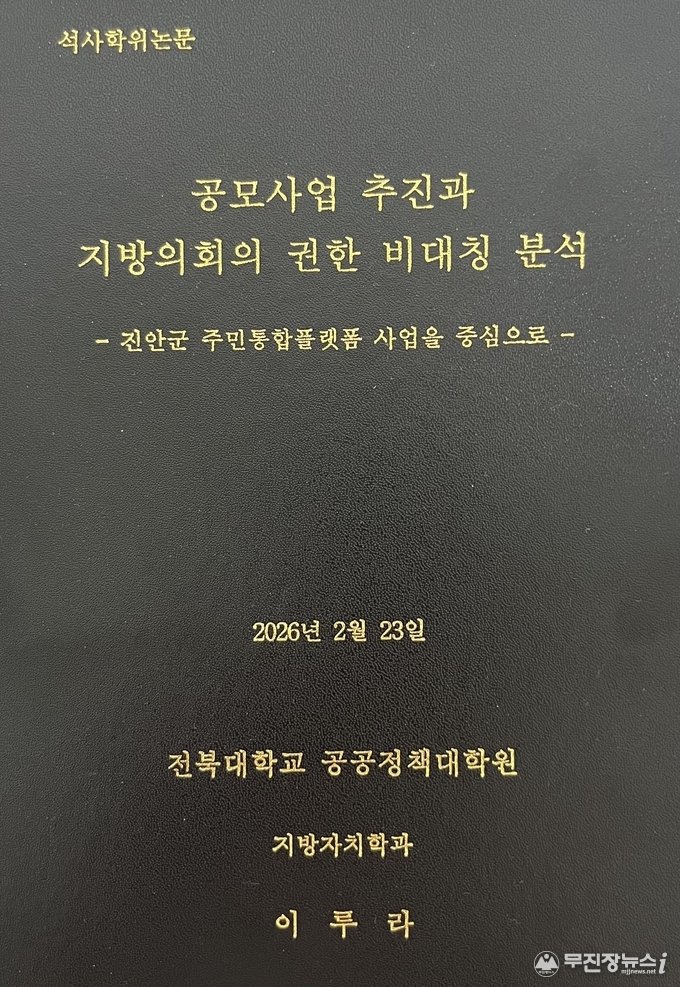 석사학위논문
공모사업 추진과
지방의회의 권한 비대칭 분석
- 진안군 주민통합플랫폼 사업을 중심으로 -
2026년 2월 23일
전북대학교 공공정책대학원
지방자치학과
이 루 라
무진장뉴스i
mjjnews.net